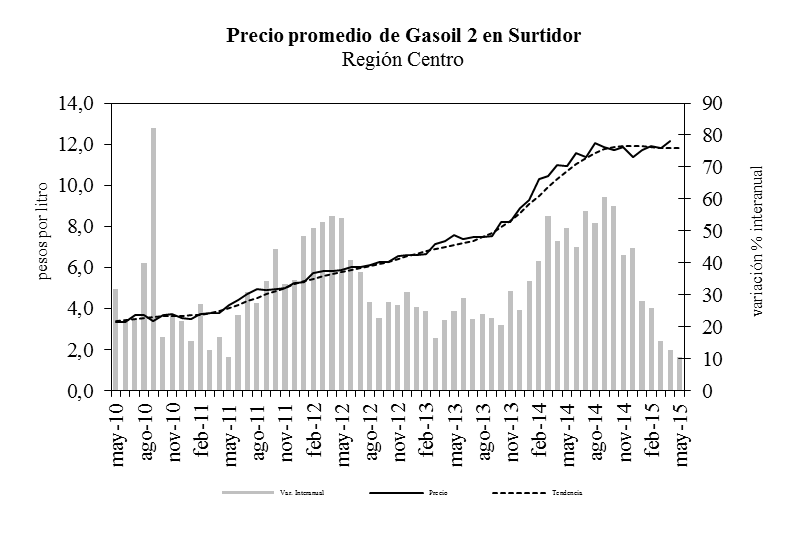 Precio promedio de Gasoil 2 en Surtidor
Región Centro
pesos por litro
14,0
12,0
10,0
8,0
6,0
4,0
2,0
0,0
90
80
70
60
50
40
30
20
10
0
variación % interanual
may-10
ago-10
nov-10
feb-11
may-11
ago-11
nov-11
feb-12
may-12
ago-12
nov-12
feb-13
may-13
ago-13
nov-13
feb-14
may-14
ago-14
nov-14
feb-15
may-15
Var. Interanual
Precio
Tendencia